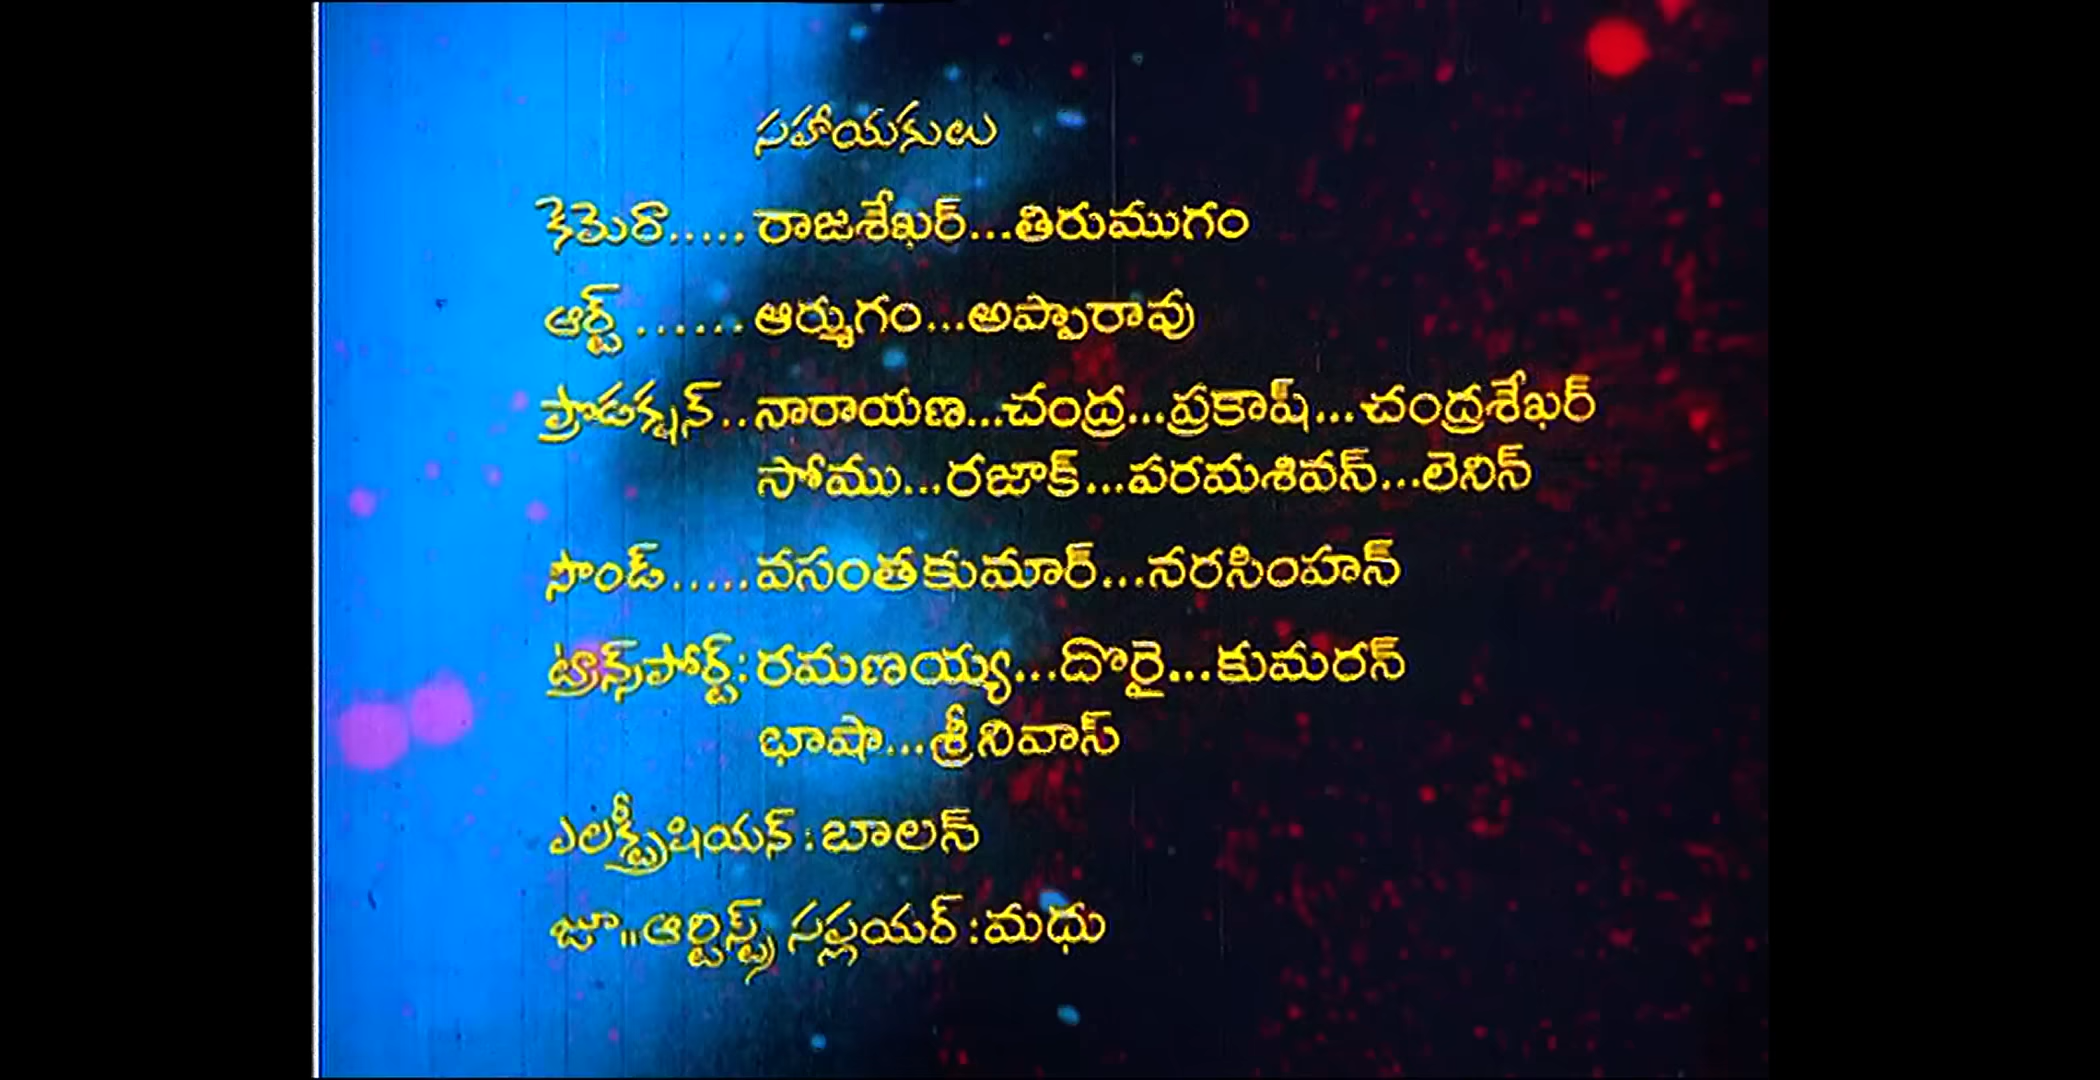 సహాయకులు
కెమెరా.....రాజశేఖర్...తిరుముగం
ఆర్ట్......ఆర్ముగం...అప్పారావు
ప్రొడక్షన్..నారాయణ...చంద్ర...ప్రకాష్...చంద్రశేఖర్
సోము...రజాక్...పరమశివన్...లెనిన్
సౌండ్.....వసంతకుమార్...నరసింహన్
ట్రాన్స్‌పోర్ట్:రమణయ్య...దొరై...కుమరన్
భాషా...శ్రీనివాస్
ఎలక్ట్రీషియన్:బాలన్
జూ॥ఆర్టిస్ట్స్ సప్లయర్:మధు